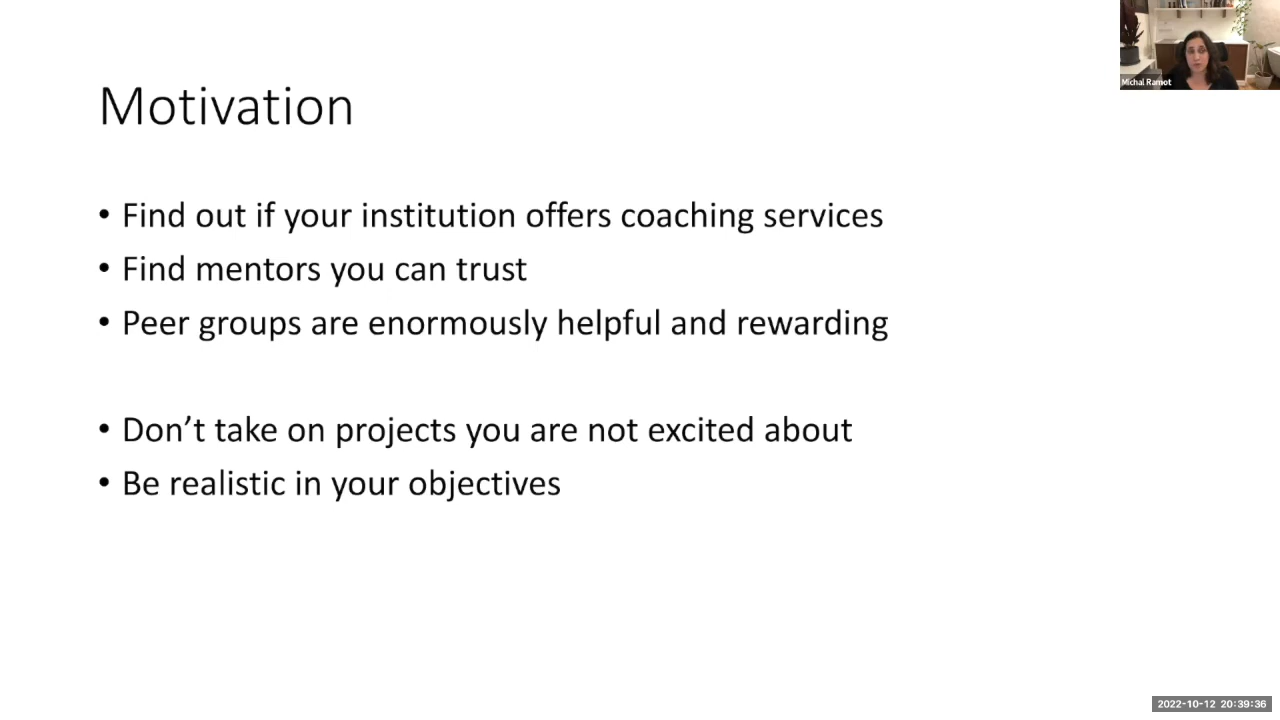 Michal Ramot
Motivation
• Find out if your institution offers coaching services
• Find mentors you can trust
• Peer groups are enormously helpful and rewarding
• Don’t take on projects you are not excited about
• Be realistic in your objectives
2022-10-12 20:39:36